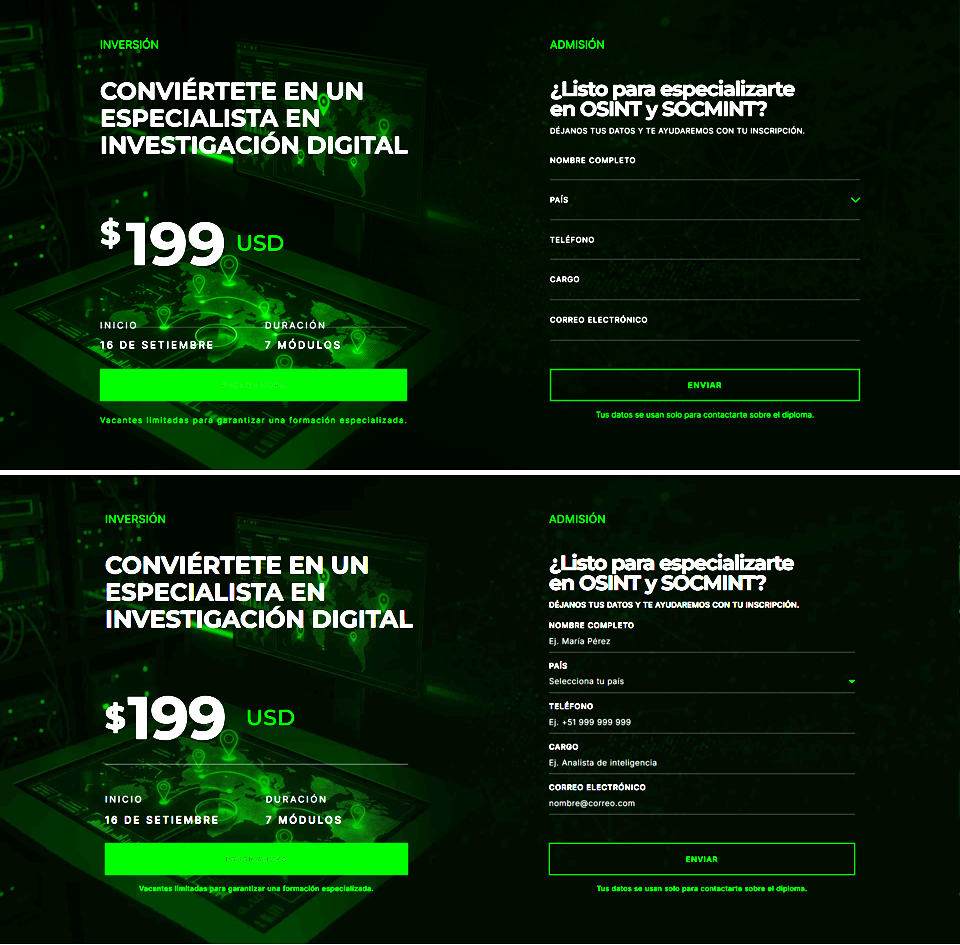 INVERSIÓN
CONVIÉRTETE EN UN
ESPECIALISTA EN
INVESTIGACIÓN DIGITAL
$199 USD
INICIO
16 DE SETIEMBRE
DURACIÓN
7 MÓDULOS
Vacantes limitadas para garantizar una formación especializada.
ADMISIÓN
¿Listo para especializarte
en OSINT y SOCMINT?
DÉJANOS TUS DATOS Y TE AYUDAREMOS CON TU INSCRIPCIÓN.
NOMBRE COMPLETO
PAÍS
TELÉFONO
CARGO
CORREO ELECTRÓNICO
ENVIAR
Tus datos se usan solo para contactarte sobre el diploma.
INVERSIÓN
CONVIÉRTETE EN UN
ESPECIALISTA EN
INVESTIGACIÓN DIGITAL
$199 USD
INICIO
16 DE SETIEMBRE
DURACIÓN
7 MÓDULOS
Vacantes limitadas para garantizar una formación especializada.
ADMISIÓN
¿Listo para especializarte
en OSINT y SOCMINT?
DÉJANOS TUS DATOS Y TE AYUDAREMOS CON TU INSCRIPCIÓN.
NOMBRE COMPLETO
Ej. María Pérez
PAÍS
Selecciona tu país
TELÉFONO
Ej. +51 999 999 999
CARGO
Ej. Analista de inteligencia
CORREO ELECTRÓNICO
nombre@correo.com
ENVIAR
Tus datos se usan solo para contactarte sobre el diploma.